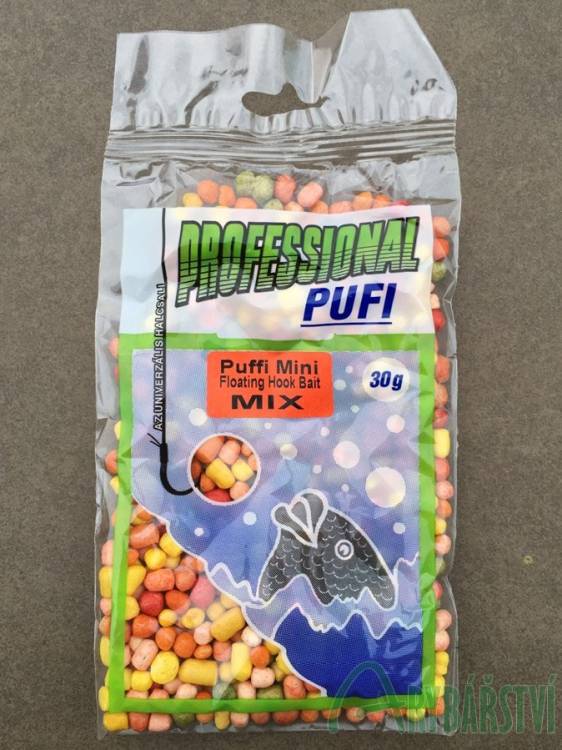 PROFESSIONAL
PUFI
AZ UNIVERZÁLIS HALCSALI
Puffi Mini
Floating Hook Bait
MIX
30g
RYBÁŘSTVÍ